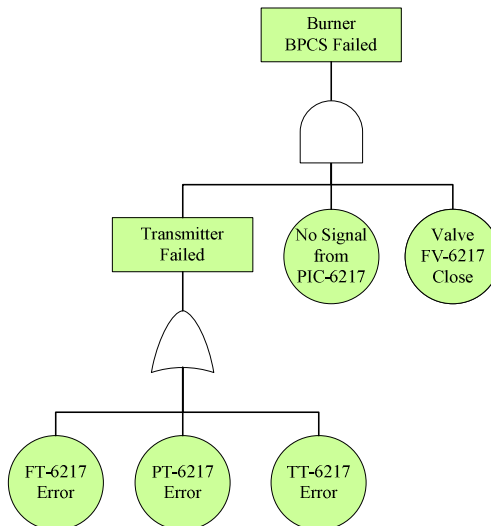 Burner
BPCS Failed
Transmitter
Failed
No Signal
from
PIC-6217
Valve
FV-6217
Close
FT-6217
Error
PT-6217
Error
TT-6217
Error